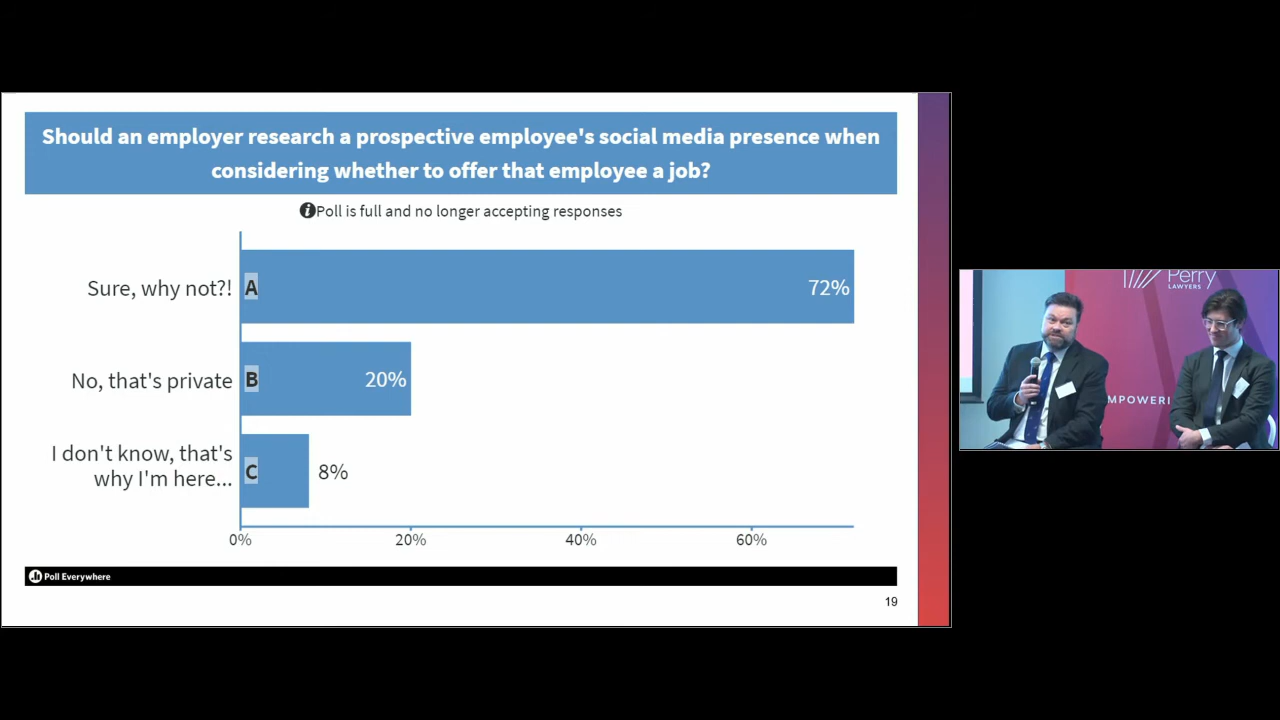 Should an employer research a prospective employee's social media presence when
considering whether to offer that employee a job?
Poll is full and no longer accepting responses
Sure, why not?! A 72%
No, that's private B 20%
I don't know, that's
why I'm here... C 8%
0% 20% 40% 60%
Poll Everywhere
19
Perry
LAWYERS
MPOWERI